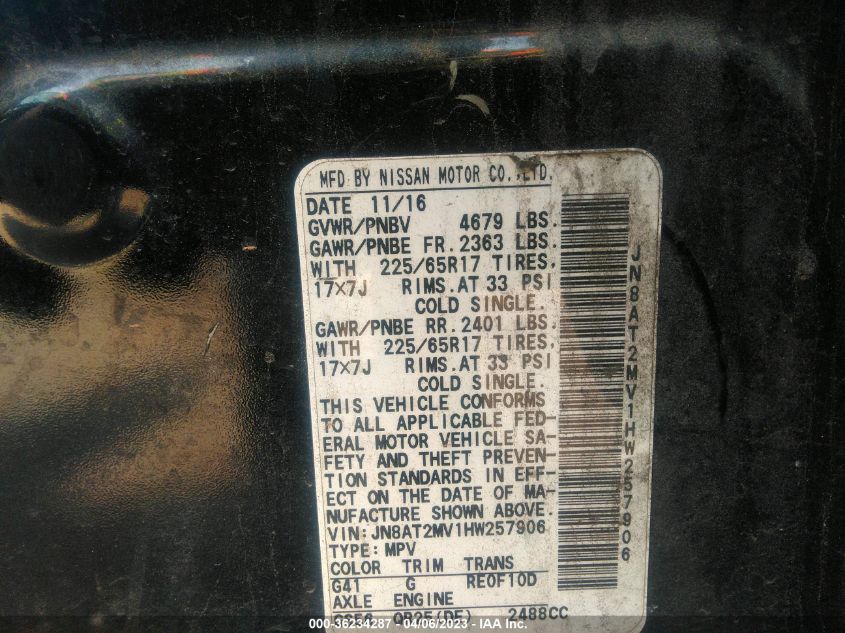 MFD BY NISSAN MOTOR CO.,LTD.
DATE 11/16
GVWR/PNBV 4679 LBS.
GAWR/PNBE FR. 2363 LBS.
WITH 225/65R17 TIRES.
17×7J RIMS.AT 33 PSI
COLD SINGLE.
GAWR/PNBE RR. 2401 LBS.
WITH 225/65R17 TIRES.
17×7J RIMS.AT 33 PSI
COLD SINGLE.
THIS VEHICLE CONFORMS
TO ALL APPLICABLE FED-
ERAL MOTOR VEHICLE SA-
FETY AND THEFT PREVEN-
TION STANDARDS IN EFF-
ECT ON THE DATE OF MA-
NUFACTURE SHOWN ABOVE.
VIN:JN8AT2MV1HW257906
TYPE:MPV
COLOR TRIM TRANS
G41 G RE0F10D
AXLE ENGINE
QR25(DE) 2488CC
JN8AT2MV1HW257906
000-36234287 - 04/06/2023 - IAA Inc.